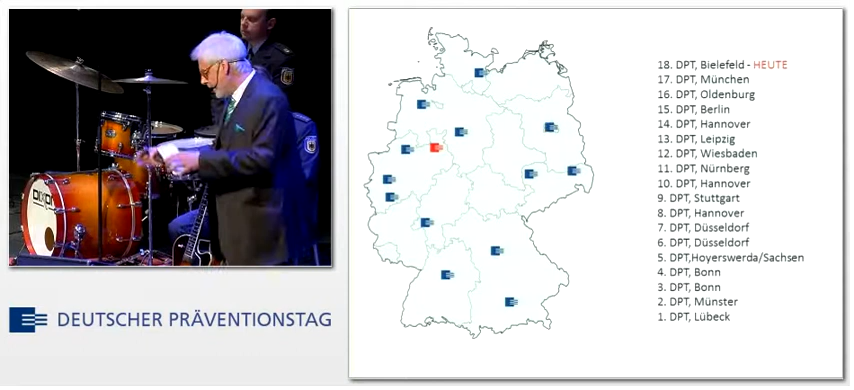 DIXON
DEUTSCHER PRÄVENTIONSTAG
18. DPT, Bielefeld - HEUTE
17. DPT, München
16. DPT, Oldenburg
15. DPT, Berlin
14. DPT, Hannover
13. DPT, Leipzig
12. DPT, Wiesbaden
11. DPT, Nürnberg
10. DPT, Hannover
9. DPT, Stuttgart
8. DPT, Hannover
7. DPT, Düsseldorf
6. DPT, Düsseldorf
5. DPT,Hoyerswerda/Sachsen
4. DPT, Bonn
3. DPT, Bonn
2. DPT, Münster
1. DPT, Lübeck